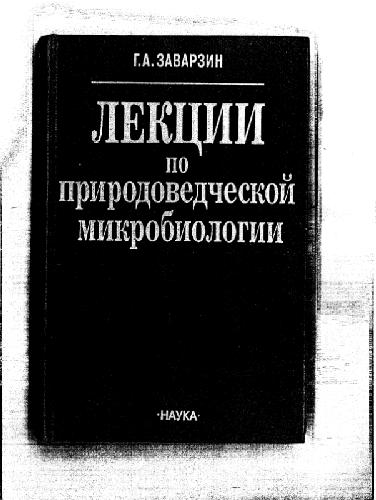 Г.А. ЗАВАРЗИН
ЛЕКЦИИ
по
природоведческой
микробиологии
·НАУКА·